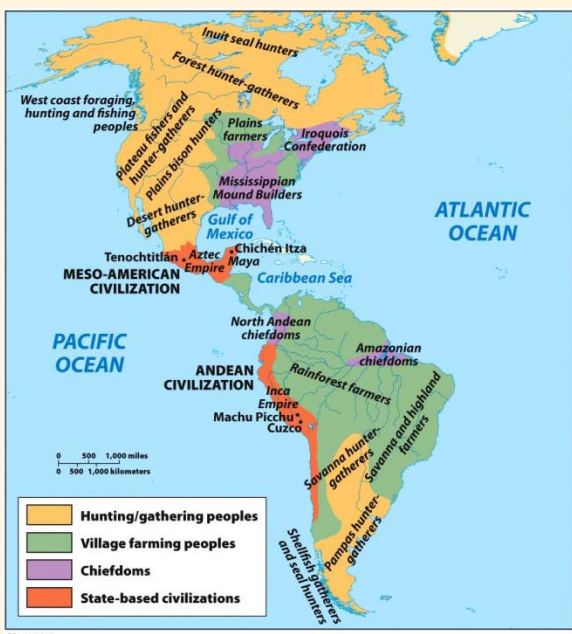 Inuit seal hunters
Forest hunter-gatherers
West coast foraging,
hunting and fishing
peoples
Plateau fishers and
hunter-gatherers
Plains bison hunters
Plains
farmers
Iroquois
Confederation
Mississippian
Mound Builders
Desert hunter-
gatherers
Gulf of
Mexico
ATLANTIC
OCEAN
Tenochtitlán
Aztec
Empire
Chichén Itza
Maya
MESO-AMERICAN
CIVILIZATION
Caribbean Sea
PACIFIC
OCEAN
North Andean
chiefdoms
Amazonian
chiefdoms
ANDEAN
CIVILIZATION
Rainforest farmers
Inca
Empire
Machu Picchu
Cuzco
Savanna and highland
farmers
Savanna hunter-
gatherers
Pampas hunter-
gatherers
Shellfish gatherers
and seal hunters
0 500 1,000 miles
0 500 1,000 kilometers
Hunting/gathering peoples
Village farming peoples
Chiefdoms
State-based civilizations